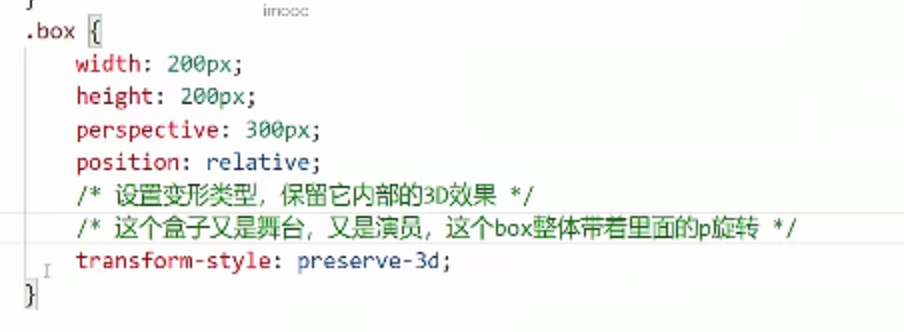 }
imooc
.box {
width: 200px;
height: 200px;
perspective: 300px;
position: relative;
/* 设置变形类型，保留它内部的3D效果 */
/* 这个盒子又是舞台，又是演员，这个box整体带着里面的p旋转 */
transform-style: preserve-3d;
}